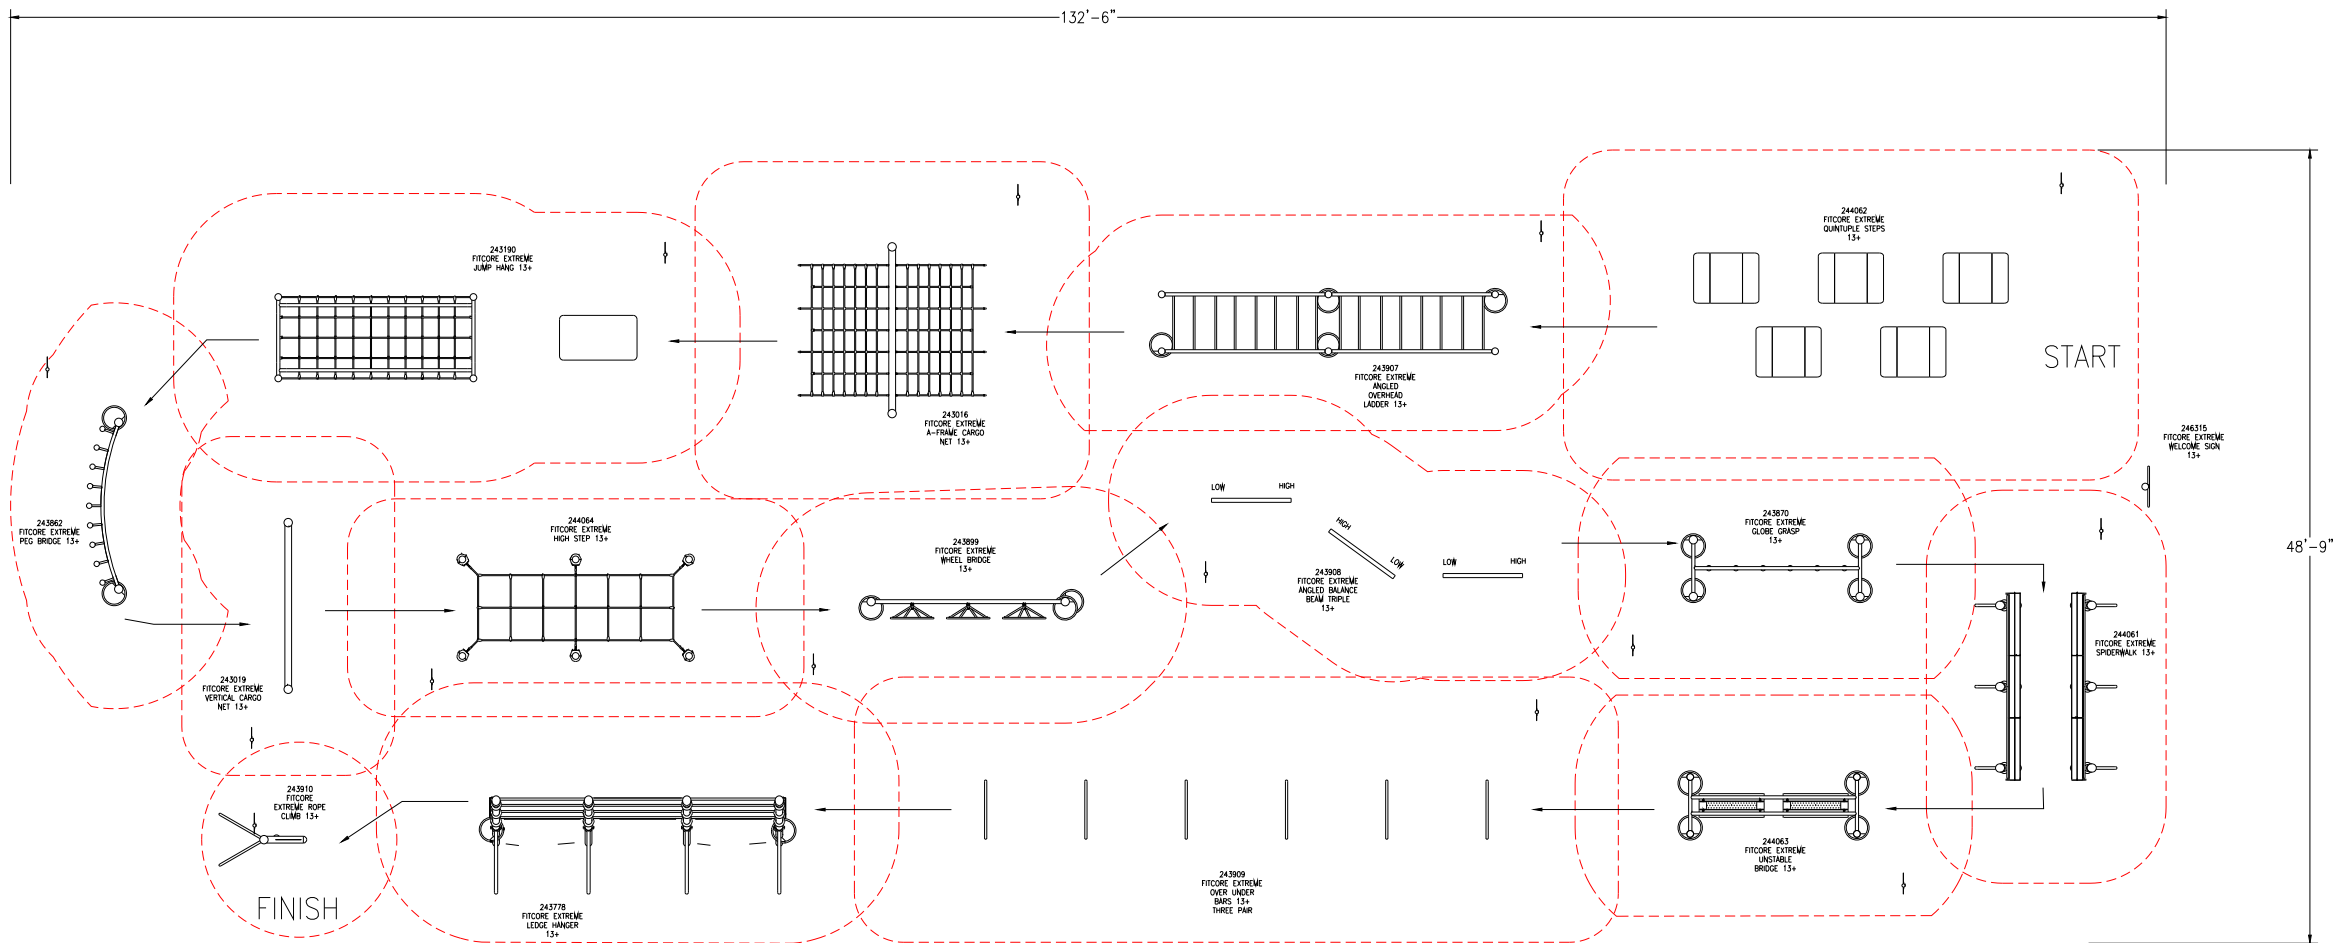 132'-6"
244062
FITCORE EXTREME
QUINTUPLE STEPS
13+
243190
FITCORE EXTREME
JUMP HANG 13+
START
243907
FITCORE EXTREME
ANGLED
OVERHEAD
LADDER 13+
243016
FITCORE EXTREME
A-FRAME CARGO
NET 13+
246315
FITCORE EXTREME
WELCOME SIGN
13+
48'-9"
243862
FITCORE EXTREME
PEG BRIDGE 13+
244064
FITCORE EXTREME
HIGH STEP 13+
243899
FITCORE EXTREME
WHEEL BRIDGE
13+
LOW
HIGH
HIGH
LOW
LOW
HIGH
243908
FITCORE EXTREME
ANGLED BALANCE
BEAM TRIPLE
13+
243870
FITCORE EXTREME
GLOBE GRASP
13+
244061
FITCORE EXTREME
SPIDERWALK 13+
243019
FITCORE EXTREME
VERTICAL CARGO
NET 13+
243910
FITCORE
EXTREME ROPE
CLIMB 13+
FINISH
243778
FITCORE EXTREME
LEDGE HANGER
13+
243909
FITCORE EXTREME
OVER UNDER
BARS 13+
THREE PAIR
244063
FITCORE EXTREME
UNSTABLE
BRIDGE 13+